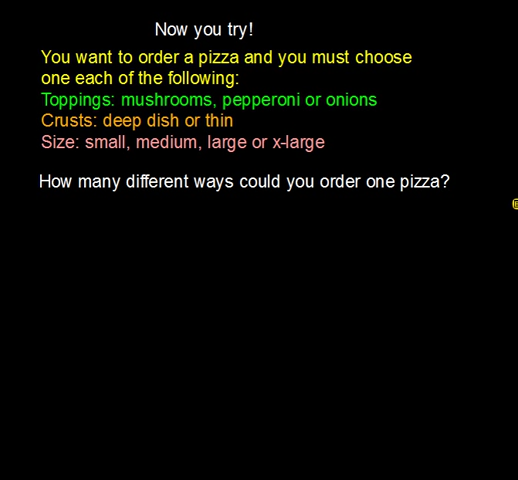 Now you try!
You want to order a pizza and you must choose
one each of the following:
Toppings: mushrooms, pepperoni or onions
Crusts: deep dish or thin
Size: small, medium, large or x-large
How many different ways could you order one pizza?